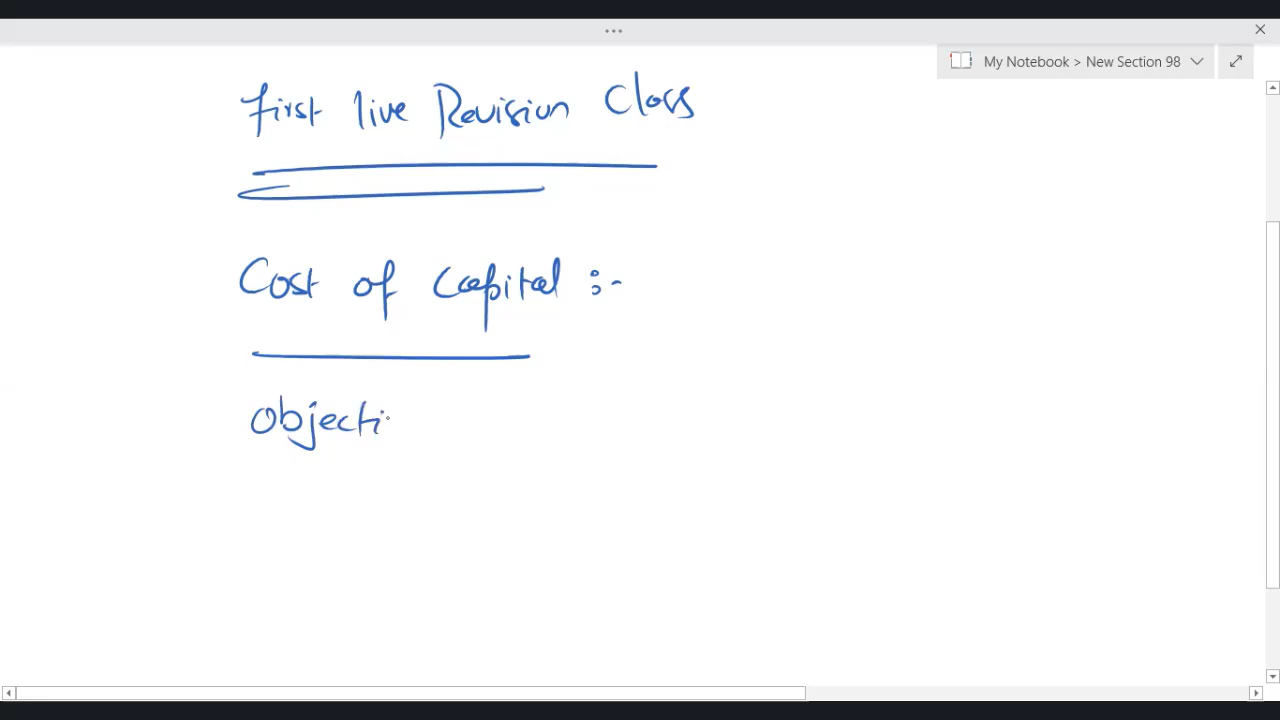 ...
My Notebook > New Section 98
First live Revision Class
Cost of Capital :-
Objecti